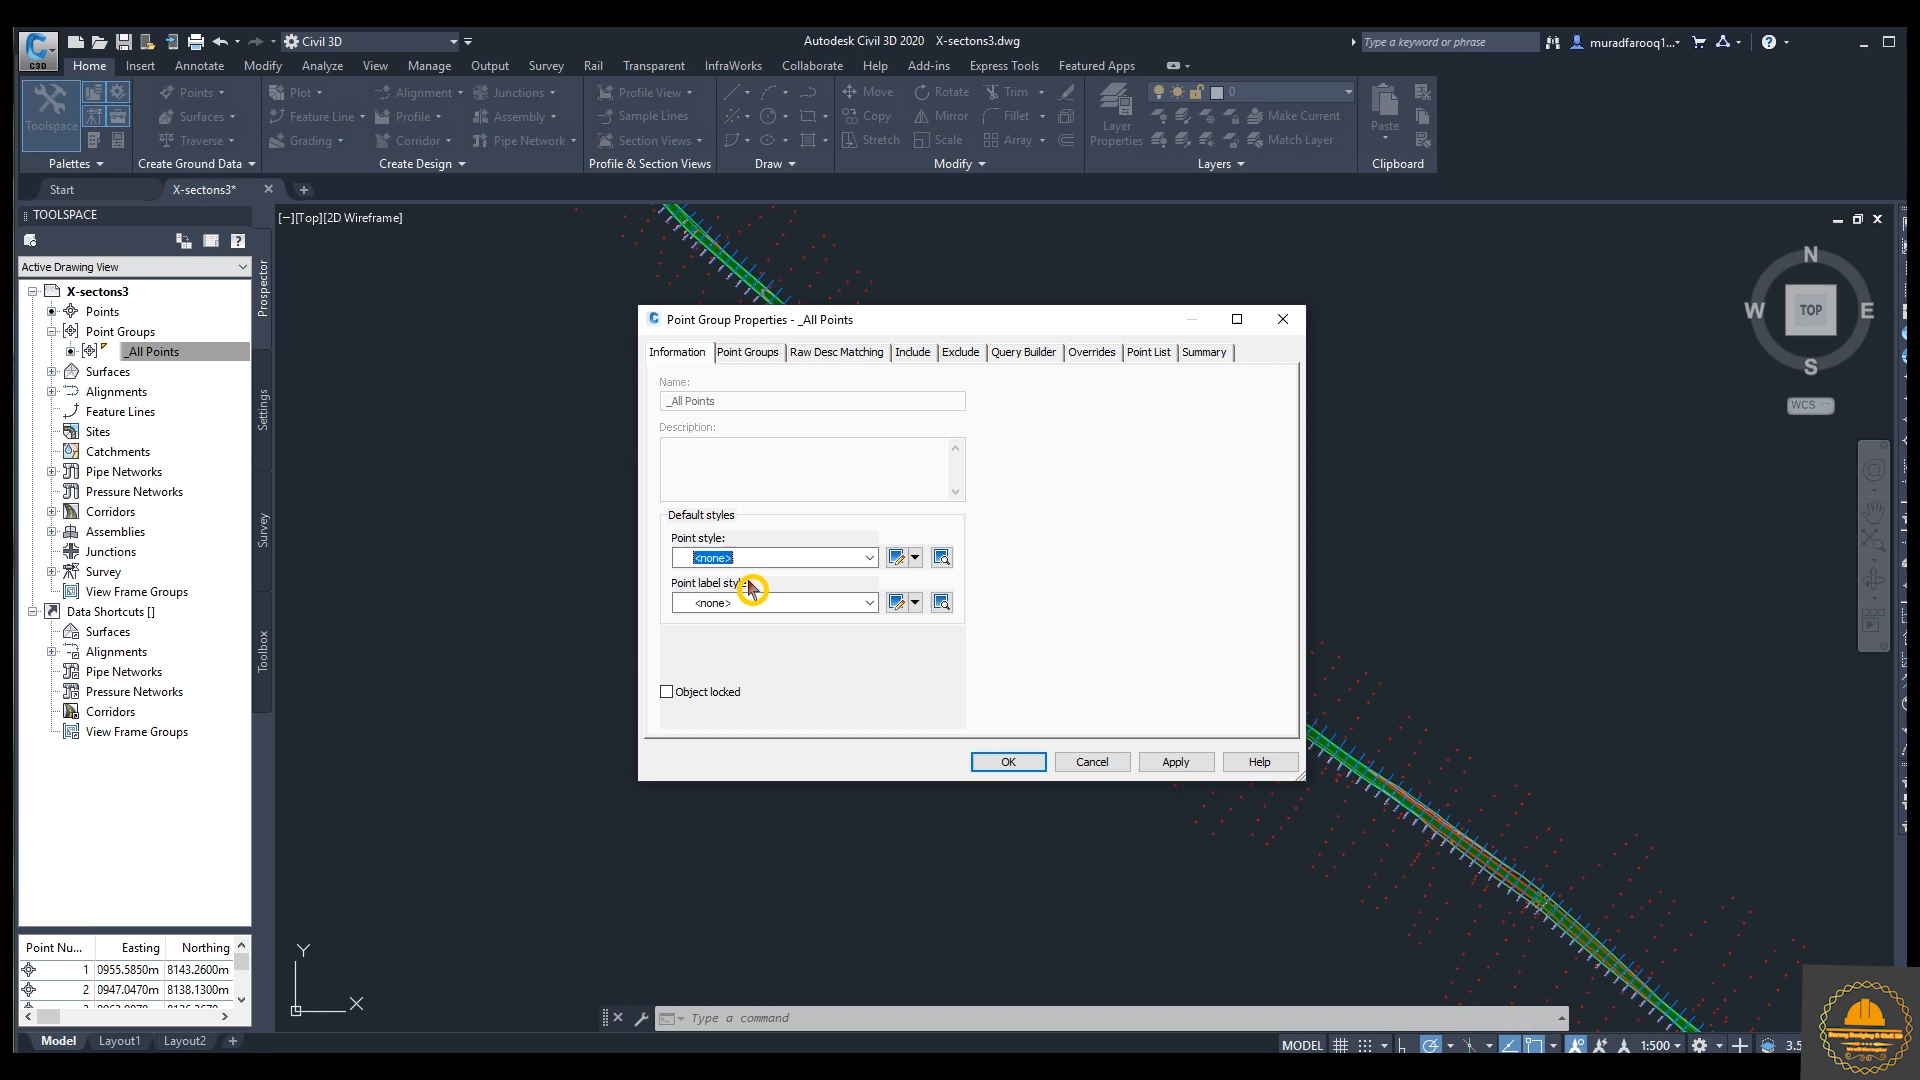 Civil 3D
Autodesk Civil 3D 2020 X-sectons3.dwg
Type a keyword or phrase
muradfarooq1...
C3D
Home Insert Annotate Modify Analyze View Manage Output Survey Rail Transparent InfraWorks Collaborate Help Add-ins Express Tools Featured Apps
Toolspace
Points
Surfaces
Traverse
Plot
Feature Line
Grading
Alignment
Profile
Corridor
Junctions
Assembly
Pipe Network
Profile View
Sample Lines
Section Views
Move
Copy
Stretch
Rotate
Mirror
Scale
Trim
Fillet
Array
Layer
Properties
0
Make Current
Match Layer
Paste
Palettes Create Ground Data Create Design Profile & Section Views Draw Modify Layers Clipboard
Start X-sectons3*
TOOLSPACE
Active Drawing View
X-sectons3
Points
Point Groups
_All Points
Surfaces
Alignments
Feature Lines
Sites
Catchments
Pipe Networks
Pressure Networks
Corridors
Assemblies
Junctions
Survey
View Frame Groups
Data Shortcuts []
Surfaces
Alignments
Pipe Networks
Pressure Networks
Corridors
View Frame Groups
Prospector
Settings
Survey
Toolbox
Point Nu... Easting Northing
1 0955.5850m 8143.2600m
2 0947.0470m 8138.1300m
[−][Top][2D Wireframe]
N
W TOP E
S
WCS
Point Group Properties - _All Points
Information Point Groups Raw Desc Matching Include Exclude Query Builder Overrides Point List Summary
Name:
_All Points
Description:
Default styles
Point style:
<none>
Point label style
<none>
Object locked
OK Cancel Apply Help
Y
X
Type a command
Model Layout1 Layout2
MODEL 1:500 3.5